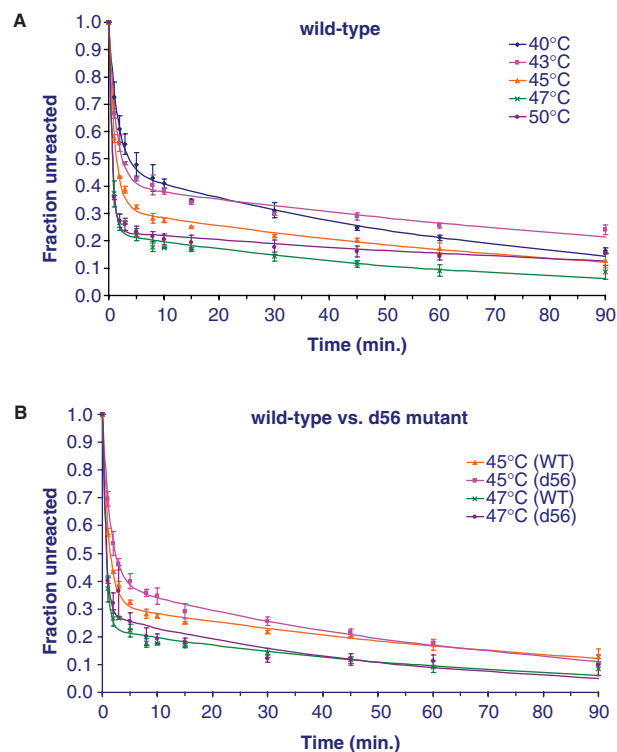 A
wild-type
40°C
43°C
45°C
47°C
50°C
Fraction unreacted
1.0
0.9
0.8
0.7
0.6
0.5
0.4
0.3
0.2
0.1
0.0
0 10 20 30 40 50 60 70 80 90
Time (min.)
B
wild-type vs. d56 mutant
45°C (WT)
45°C (d56)
47°C (WT)
47°C (d56)
Fraction unreacted
1.0
0.9
0.8
0.7
0.6
0.5
0.4
0.3
0.2
0.1
0.0
0 10 20 30 40 50 60 70 80 90
Time (min.)